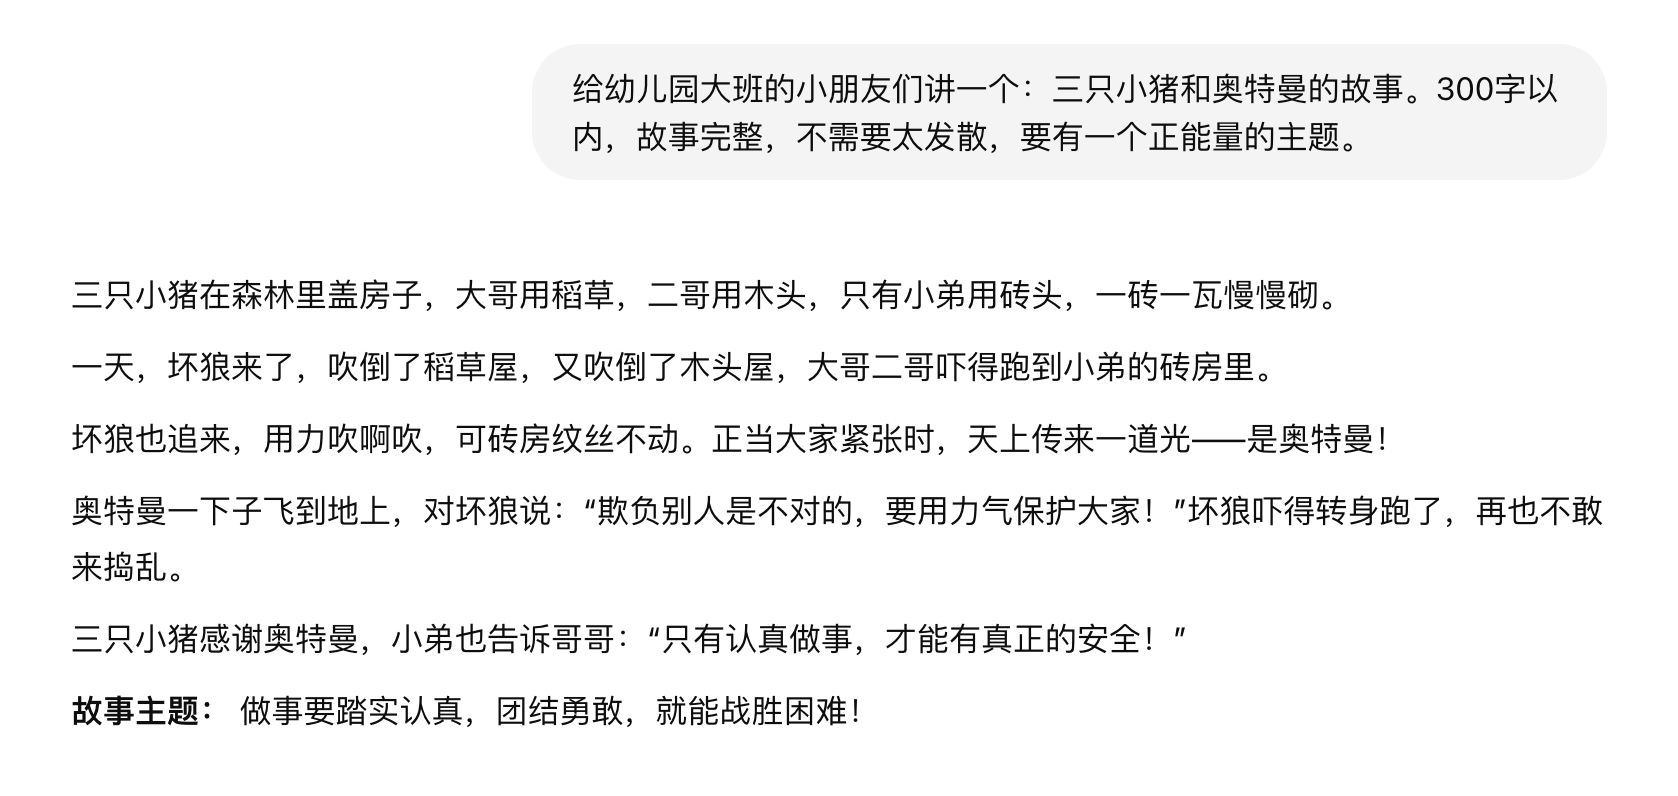 给幼儿园大班的小朋友们讲一个：三只小猪和奥特曼的故事。300字以
内，故事完整，不需要太发散，要有一个正能量的主题。
三只小猪在森林里盖房子，大哥用稻草，二哥用木头，只有小弟用砖头，一砖一瓦慢慢砌。
一天，坏狼来了，吹倒了稻草屋，又吹倒了木头屋，大哥二哥吓得跑到小弟的砖房里。
坏狼也追来，用力吹啊吹，可砖房纹丝不动。正当大家紧张时，天上传来一道光——是奥特曼！
奥特曼一下子飞到地上，对坏狼说：“欺负别人是不对的，要用力气保护大家！”坏狼吓得转身跑了，再也不敢
来捣乱。
三只小猪感谢奥特曼，小弟也告诉哥哥：“只有认真做事，才能有真正的安全！”
故事主题： 做事要踏实认真，团结勇敢，就能战胜困难！